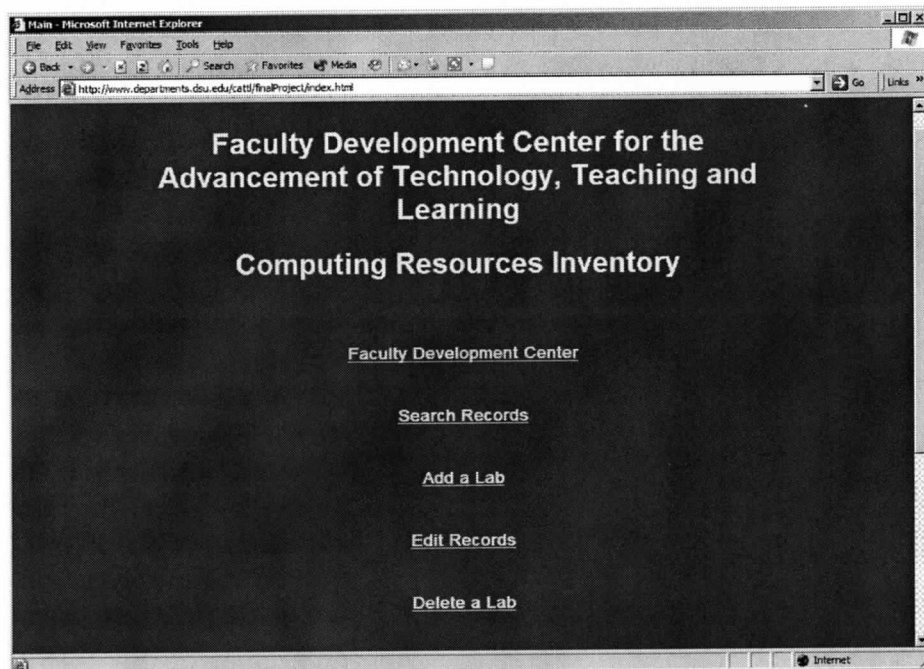 Main - Microsoft Internet Explorer
File Edit View Favorites Tools Help
Back Search Favorites Media
Address http://www.departments.dsu.edu/cattl/finalProject/index.html Go Links »
Faculty Development Center for the
Advancement of Technology, Teaching and
Learning
Computing Resources Inventory
Faculty Development Center
Search Records
Add a Lab
Edit Records
Delete a Lab
Internet